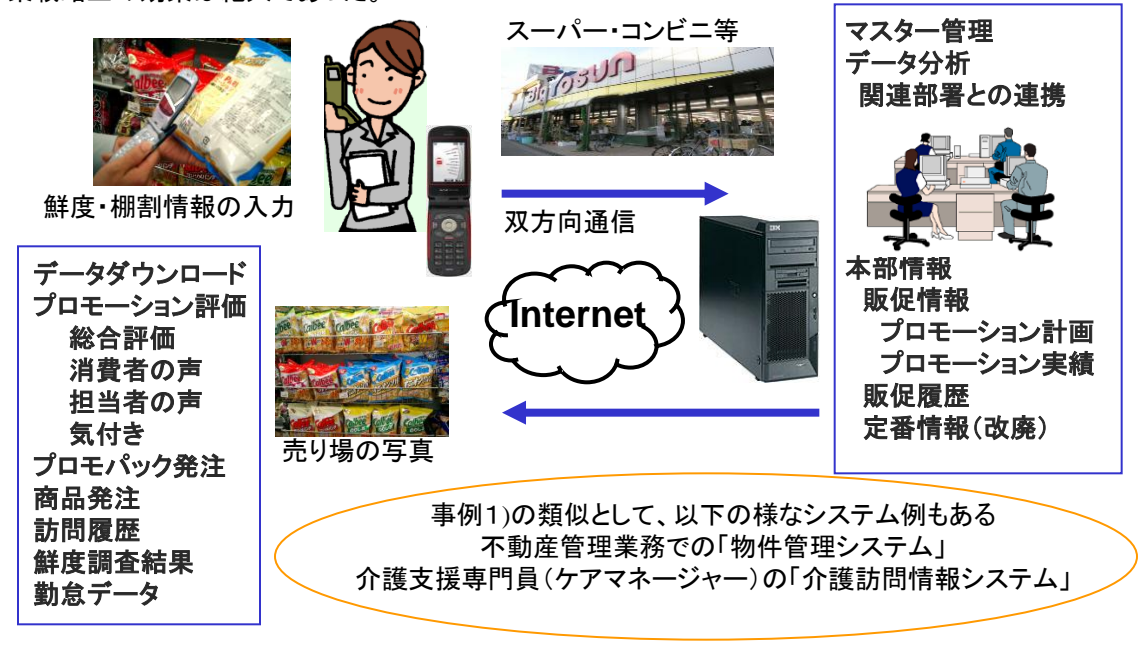 スーパー・コンビニ等
鮮度・棚割情報の入力
双方向通信
Internet
売り場の写真
データダウンロード
プロモーション評価
総合評価
消費者の声
担当者の声
気付き
プロモパック発注
商品発注
訪問履歴
鮮度調査結果
勤怠データ
マスター管理
データ分析
関連部署との連携
本部情報
販促情報
プロモーション計画
プロモーション実績
販促履歴
定番情報(改廃)
事例1)の類似として、以下の様なシステム例もある
不動産管理業務での「物件管理システム」
介護支援専門員(ケアマネージャー)の「介護訪問情報システム」
Big Yosun
Calbee
IBM